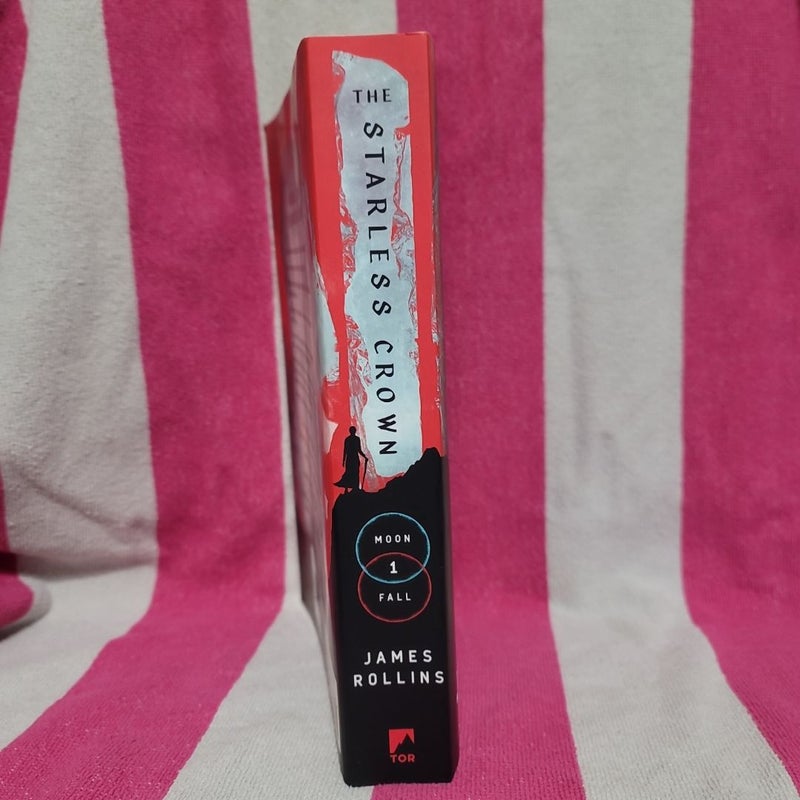 THE STARLESS CROWN
MOON
1
FALL
JAMES
ROLLINS
TOR